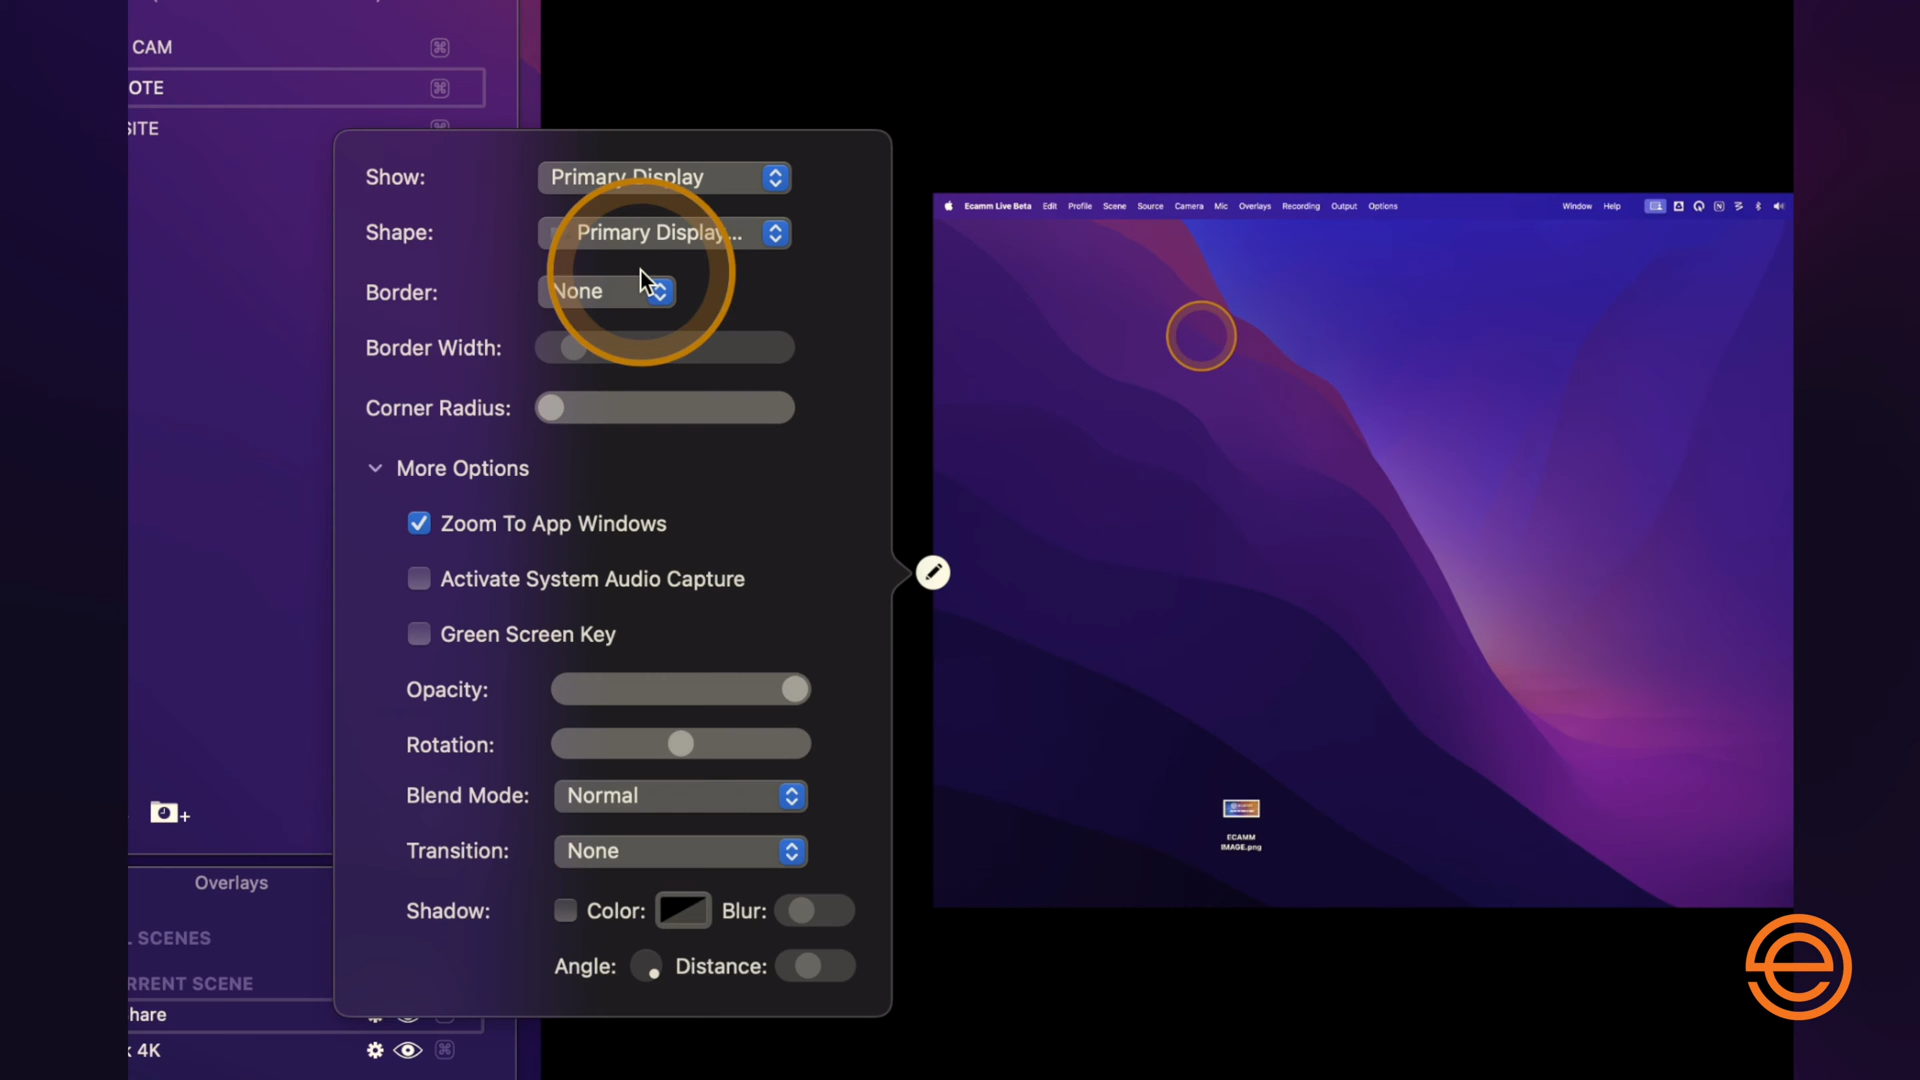 CAM
OTE
SITE
Show: Primary Display
Shape: Primary Display...
Border: None
Border Width:
Corner Radius:
More Options
Zoom To App Windows
Activate System Audio Capture
Green Screen Key
Opacity:
Rotation:
Blend Mode: Normal
Transition: None
Shadow: Color: Blur:
Angle: Distance:
Overlays
L SCENES
RRENT SCENE
hare
k 4K
Ecamm Live Beta Edit Profile Scene Source Camera Mic Overlays Recording Output Options Window Help
ECAMM
IMAGE.png